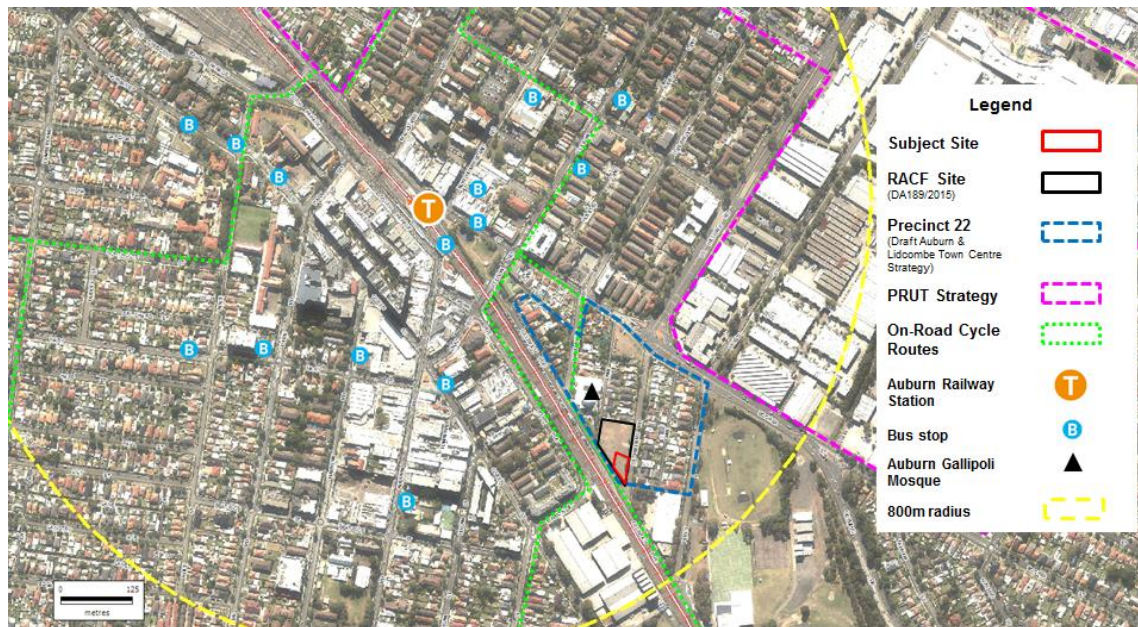 Legend
Subject Site
RACF Site
(DA189/2015)
Precinct 22
(Draft Auburn &
Lidcombe Town Centre
Strategy)
PRUT Strategy
On-Road Cycle
Routes
Auburn Railway
Station
T
Bus stop
B
Auburn Gallipoli
Mosque
800m radius
B
B
B
B
B
B
T
B
B
B
B
B
B
B
B
0
125
metres